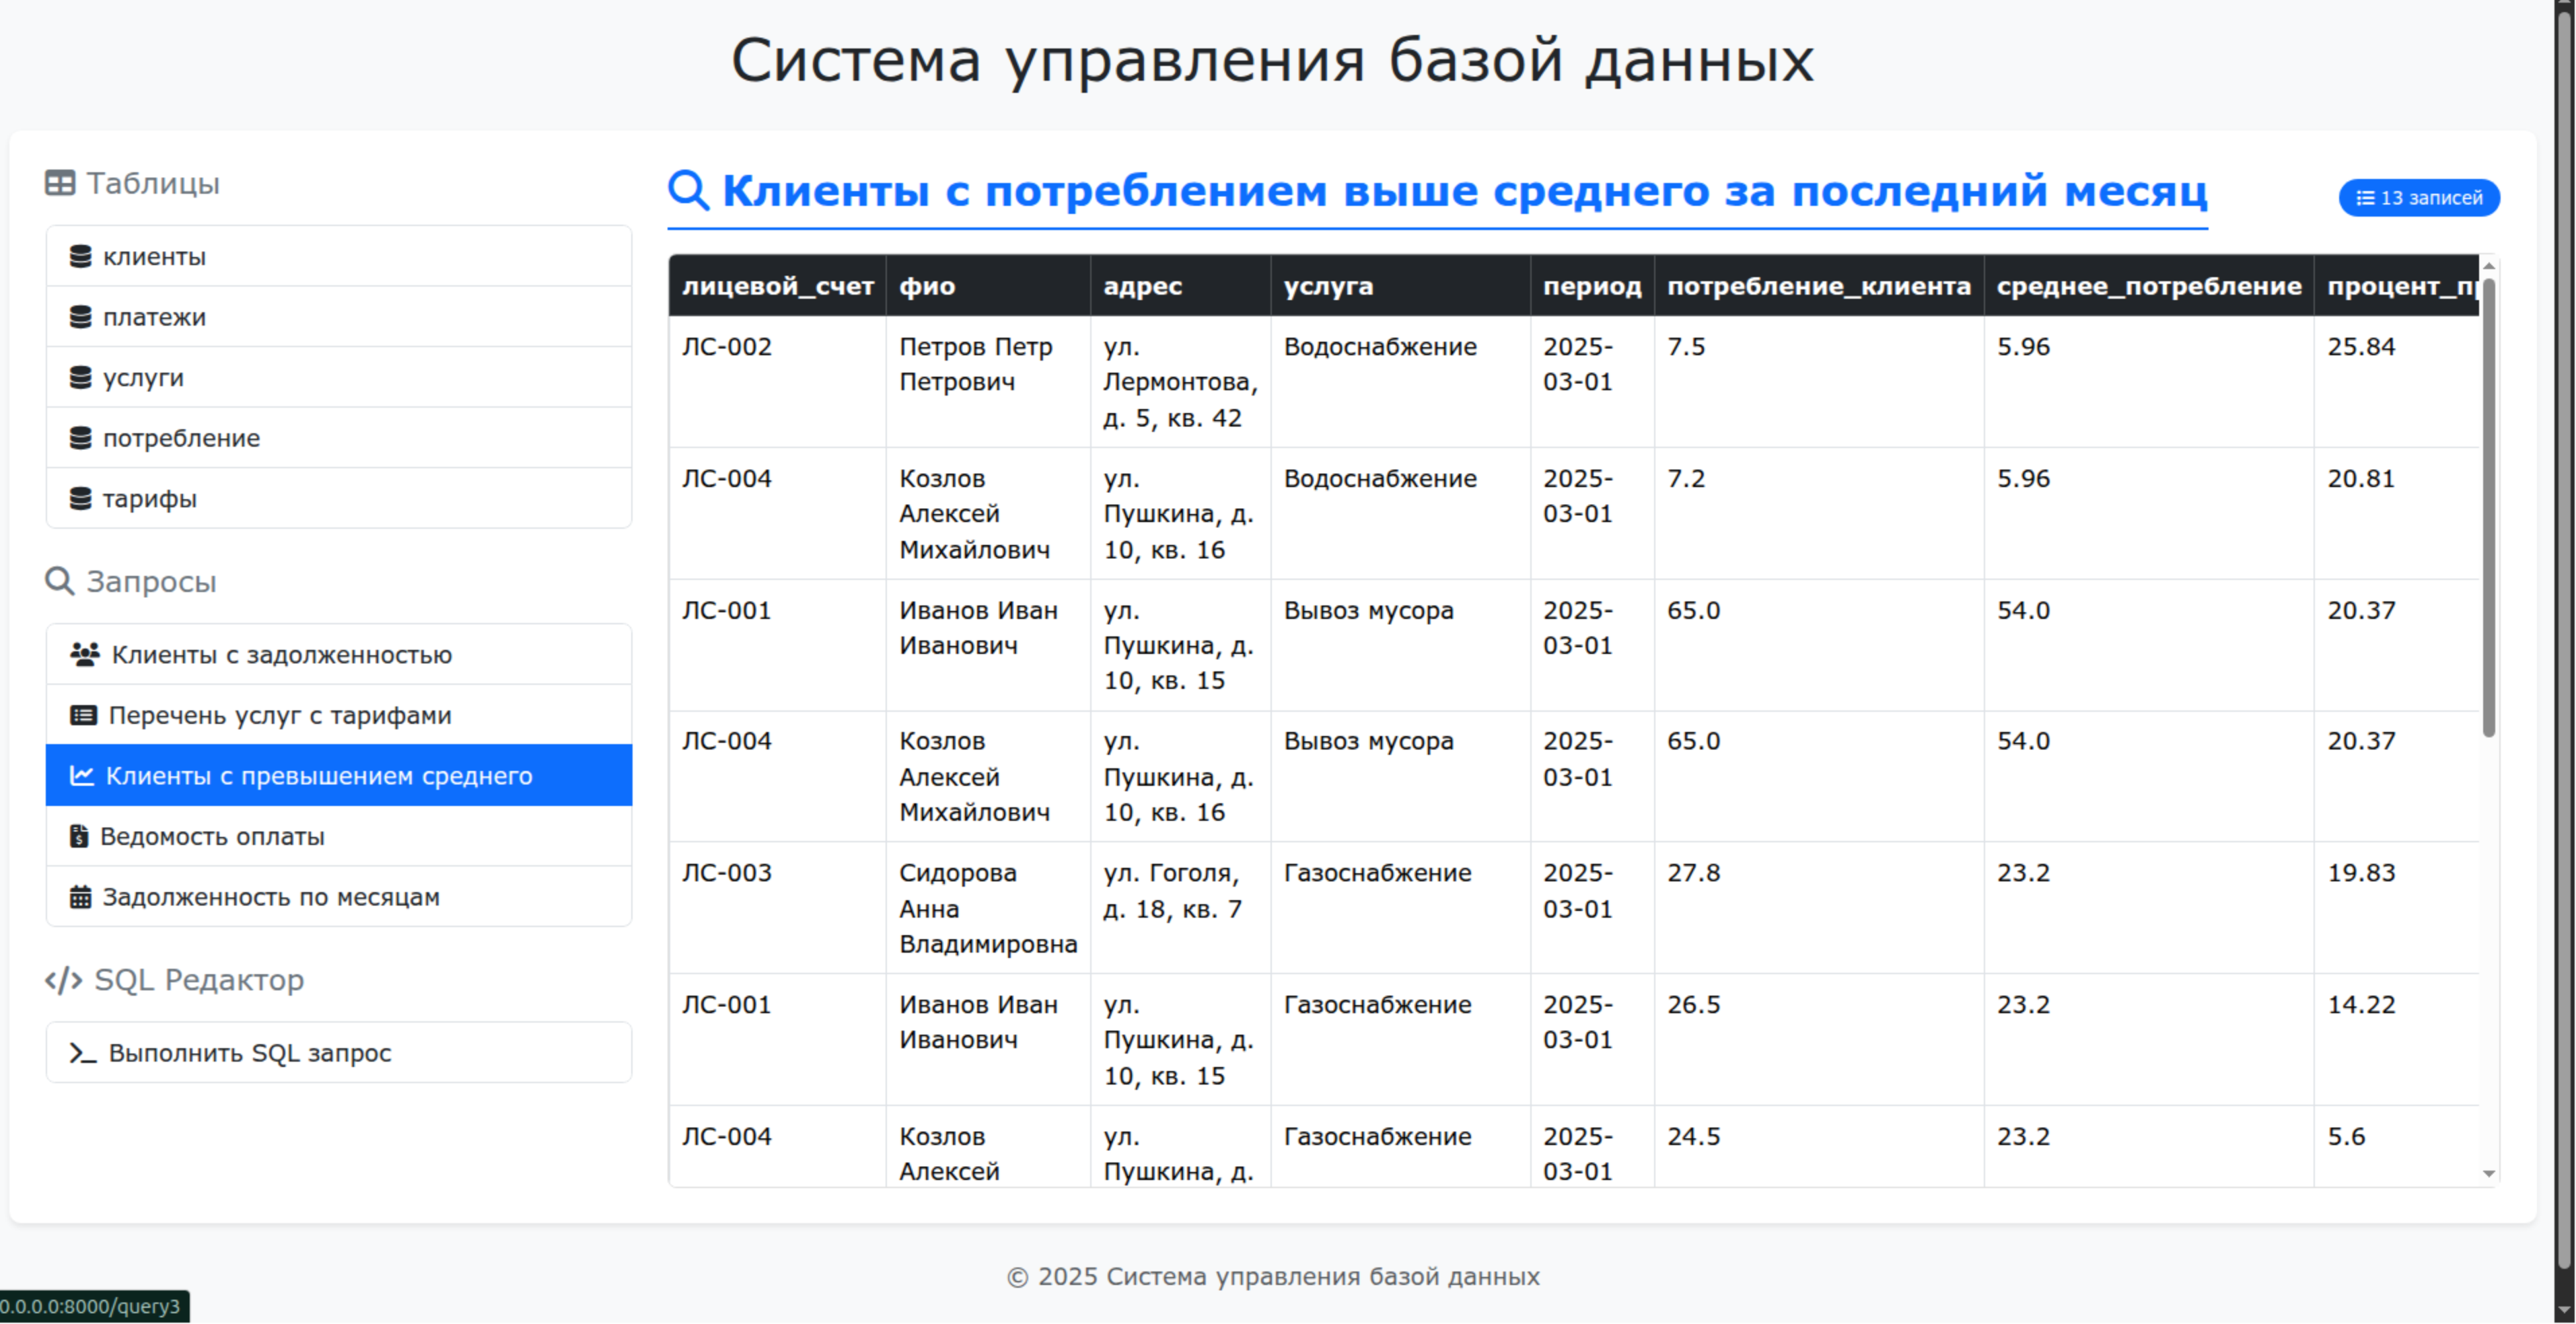 Система управления базой данных
Таблицы
клиенты
платежи
услуги
потребление
тарифы
Запросы
Клиенты с задолженностью
Перечень услуг с тарифами
Клиенты с превышением среднего
Ведомость оплаты
Задолженность по месяцам
SQL Редактор
Выполнить SQL запрос
Клиенты с потреблением выше среднего за последний месяц
13 записей
лицевой_счет фио адрес услуга период потребление_клиента среднее_потребление процент_п
ЛС-002 Петров Петр ул. Водоснабжение 2025- 7.5 5.96 25.84
Петрович Лермонтова, 03-01
д. 5, кв. 42
ЛС-004 Козлов ул. Водоснабжение 2025- 7.2 5.96 20.81
Алексей Пушкина, д. 03-01
Михайлович 10, кв. 16
ЛС-001 Иванов Иван ул. Вывоз мусора 2025- 65.0 54.0 20.37
Иванович Пушкина, д. 03-01
10, кв. 15
ЛС-004 Козлов ул. Вывоз мусора 2025- 65.0 54.0 20.37
Алексей Пушкина, д. 03-01
Михайлович 10, кв. 16
ЛС-003 Сидорова ул. Гоголя, Газоснабжение 2025- 27.8 23.2 19.83
Анна д. 18, кв. 7 03-01
Владимировна
ЛС-001 Иванов Иван ул. Газоснабжение 2025- 26.5 23.2 14.22
Иванович Пушкина, д. 03-01
10, кв. 15
ЛС-004 Козлов ул. Газоснабжение 2025- 24.5 23.2 5.6
Алексей Пушкина, д. 03-01
© 2025 Система управления базой данных
0.0.0.0:8000/query3